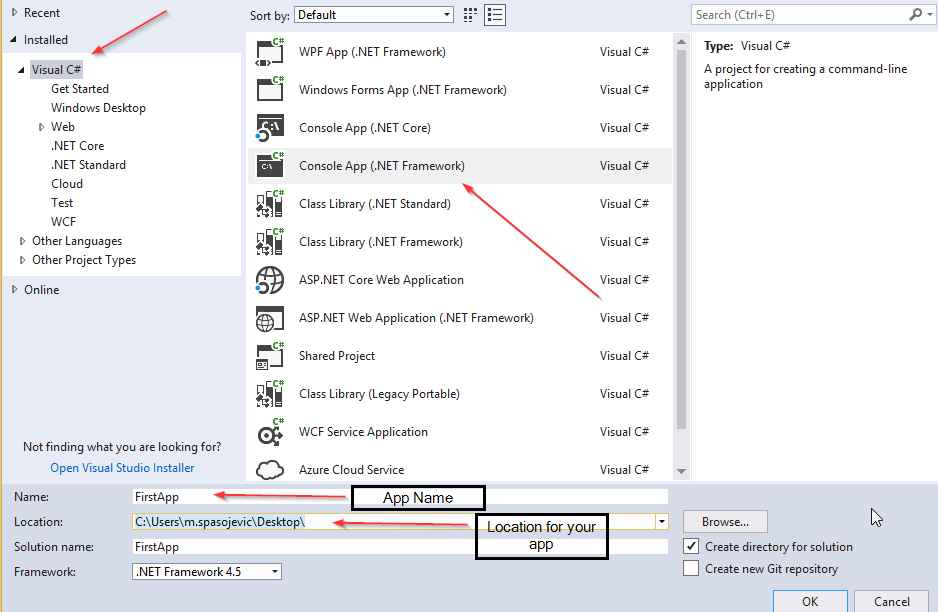 Recent
Installed
Visual C#
Get Started
Windows Desktop
Web
.NET Core
.NET Standard
Cloud
Test
WCF
Other Languages
Other Project Types
Online
Not finding what you are looking for?
Open Visual Studio Installer
Sort by: Default
C# WPF App (.NET Framework) Visual C#
C# Windows Forms App (.NET Framework) Visual C#
C# C:\ Console App (.NET Core) Visual C#
C# C:\ Console App (.NET Framework) Visual C#
C# Class Library (.NET Standard) Visual C#
C# Class Library (.NET Framework) Visual C#
C# ASP.NET Core Web Application Visual C#
C# ASP.NET Web Application (.NET Framework) Visual C#
C# Shared Project Visual C#
C# Class Library (Legacy Portable) Visual C#
C# WCF Service Application Visual C#
Azure Cloud Service Visual C#
Search (Ctrl+E)
Type: Visual C#
A project for creating a command-line
application
Name: FirstApp
App Name
Location: C:\Users\m.spasojevic\Desktop\
Location for your
app
Browse...
Solution name: FirstApp
Create directory for solution
Framework: .NET Framework 4.5
Create new Git repository
OK Cancel